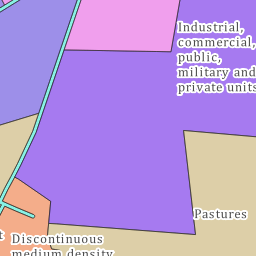 Industrial,
commercial,
public,
military and
private units
Pastures
Discontinuous
medium density